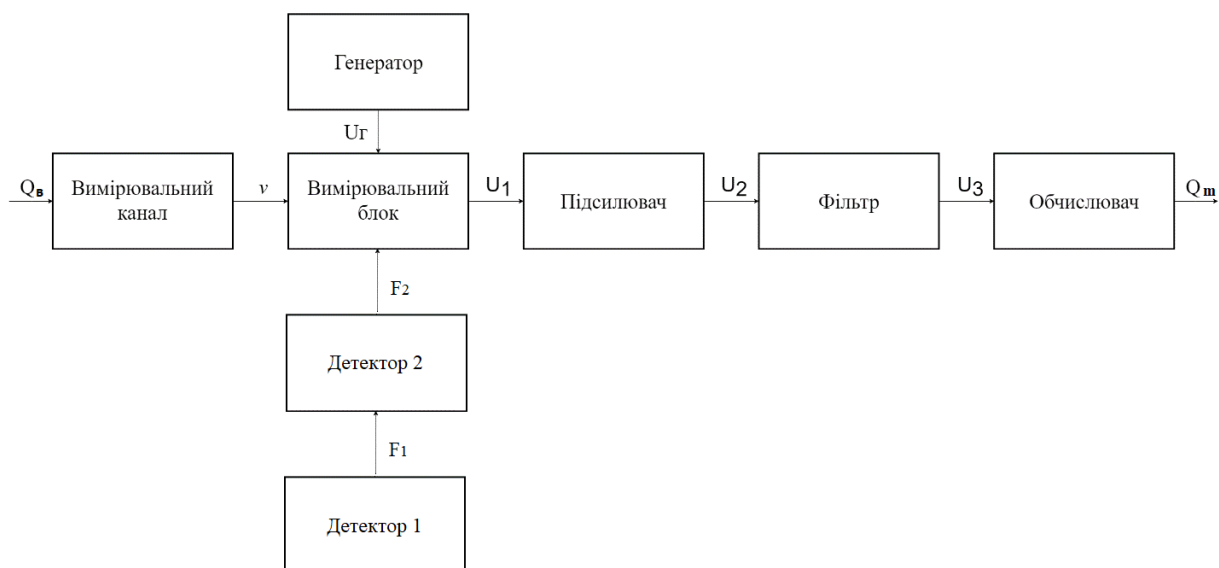 Генератор
Uг
Qв
Вимірювальний
канал
v
Вимірювальний
блок
U1
Підсилювач
U2
Фільтр
U3
Обчислювач
Qm
F2
Детектор 2
F1
Детектор 1